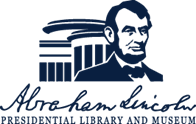 Abraham Lincoln
PRESIDENTIAL LIBRARY AND MUSEUM